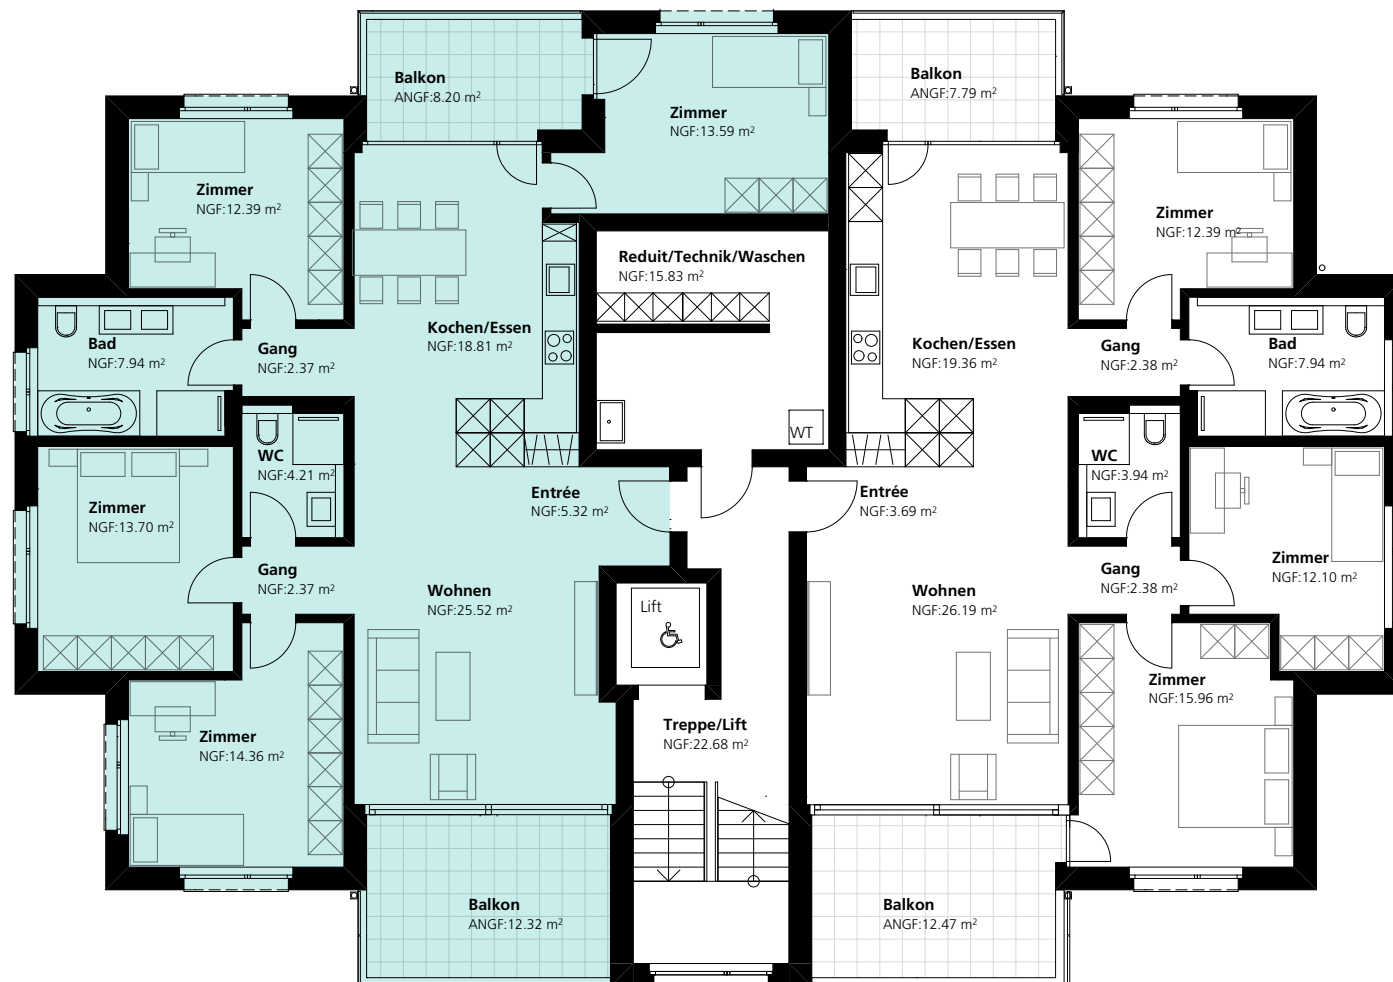 Balkon
ANGF:8.20 m²
Zimmer
NGF:13.59 m²
Balkon
ANGF:7.79 m²
Zimmer
NGF:12.39 m²
Zimmer
NGF:12.39 m²
Reduit/Technik/Waschen
NGF:15.83 m²
Kochen/Essen
NGF:18.81 m²
Bad
NGF:7.94 m²
Gang
NGF:2.37 m²
Kochen/Essen
NGF:19.36 m²
Gang
NGF:2.38 m²
Bad
NGF:7.94 m²
WT
WC
NGF:4.21 m²
WC
NGF:3.94 m²
Zimmer
NGF:13.70 m²
Entrée
NGF:5.32 m²
Entrée
NGF:3.69 m²
Zimmer
NGF:12.10 m²
Gang
NGF:2.37 m²
Wohnen
NGF:25.52 m²
Lift
Wohnen
NGF:26.19 m²
Gang
NGF:2.38 m²
Zimmer
NGF:15.96 m²
Zimmer
NGF:14.36 m²
Treppe/Lift
NGF:22.68 m²
Balkon
ANGF:12.32 m²
Balkon
ANGF:12.47 m²